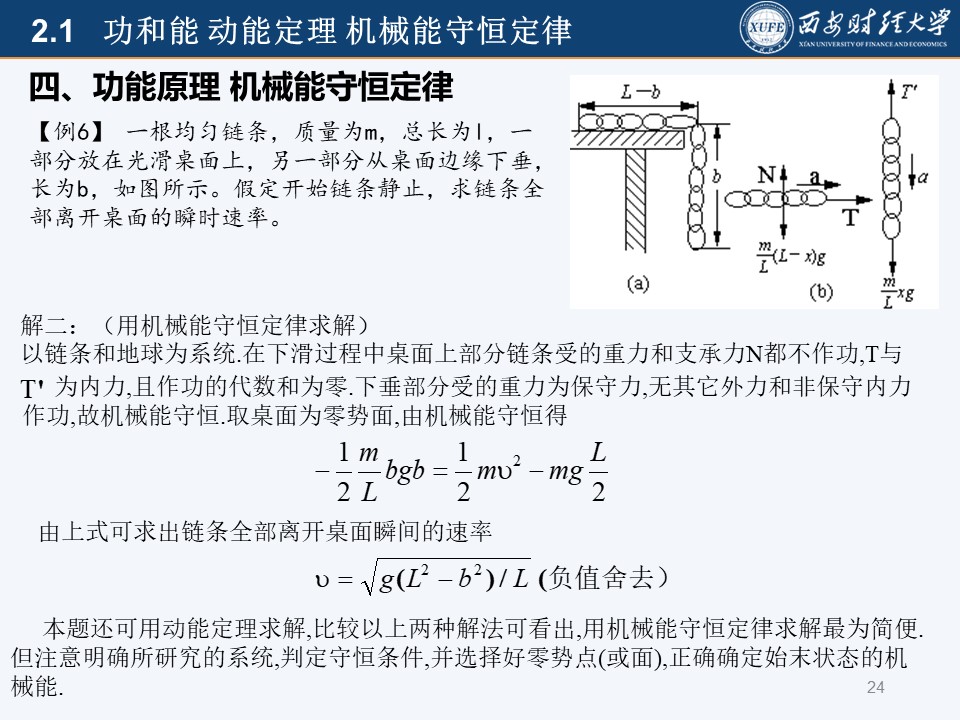 2.1 功和能 动能定理 机械能守恒定律
XUFE
西安财经大学
XI'AN UNIVERSITY OF FINANCE AND ECONOMICS
四、功能原理 机械能守恒定律
【例6】 一根均匀链条，质量为m，总长为l，一
部分放在光滑桌面上，另一部分从桌面边缘下垂，
长为b，如图所示。假定开始链条静止，求链条全
部离开桌面的瞬时速率。
L-b
b
(a)
N
a
T
m/L (L-x)g
(b)
T'
a
m/L xg
解二：（用机械能守恒定律求解）
以链条和地球为系统.在下滑过程中桌面上部分链条受的重力和支承力N都不作功,T与
T' 为内力,且作功的代数和为零.下垂部分受的重力为保守力,无其它外力和非保守内力
作功,故机械能守恒.取桌面为零势面,由机械能守恒得
-1/2 m/L bgb = 1/2 mυ² - mg L/2
由上式可求出链条全部离开桌面瞬间的速率
υ = √g(L² - b²)/L (负值舍去）
本题还可用动能定理求解,比较以上两种解法可看出,用机械能守恒定律求解最为简便.
但注意明确所研究的系统,判定守恒条件,并选择好零势点(或面),正确确定始末状态的机
械能.
24